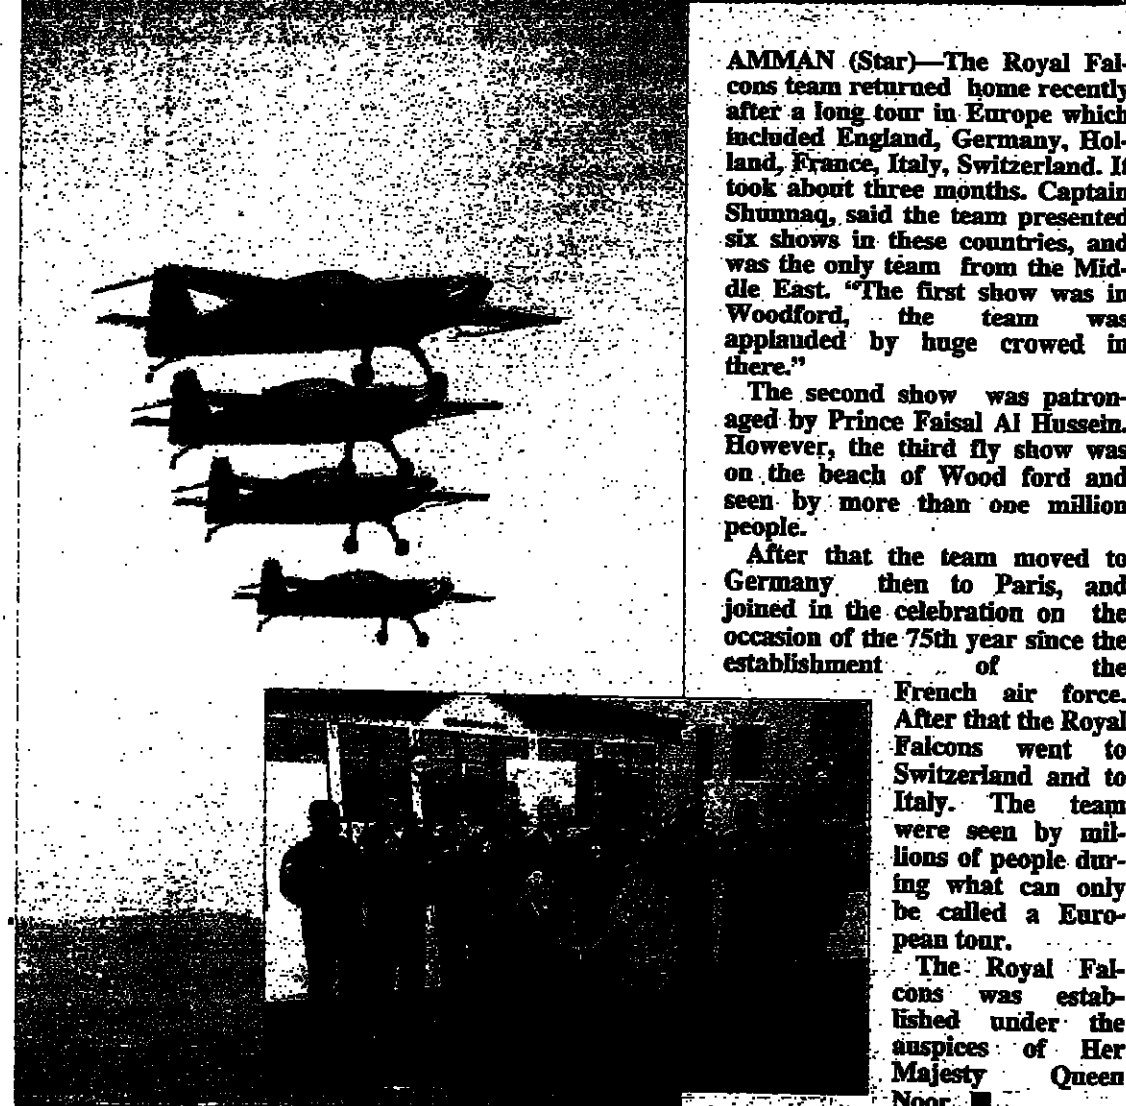 AMMAN (Star)—The Royal Fal-
cons team returned home recently
after a long tour in Europe which
included England, Germany, Hol-
land, France, Italy, Switzerland. It
took about three months. Captain
Shunnaq, said the team presented
six shows in these countries, and
was the only team from the Mid-
dle East. “The first show was in
Woodford, the team was
applauded by huge crowed in
there.”
The second show was patron-
aged by Prince Faisal Al Hussein.
However, the third fly show was
on the beach of Wood ford and
seen by more than one million
people.
After that the team moved to
Germany then to Paris, and
joined in the celebration on the
occasion of the 75th year since the
establishment of the
French air force.
After that the Royal
Falcons went to
Switzerland and to
Italy. The team
were seen by mil-
lions of people dur-
ing what can only
be called a Euro-
pean tour.
The Royal Fal-
cons was estab-
lished under the
auspices of Her
Majesty Queen
Noor. ■